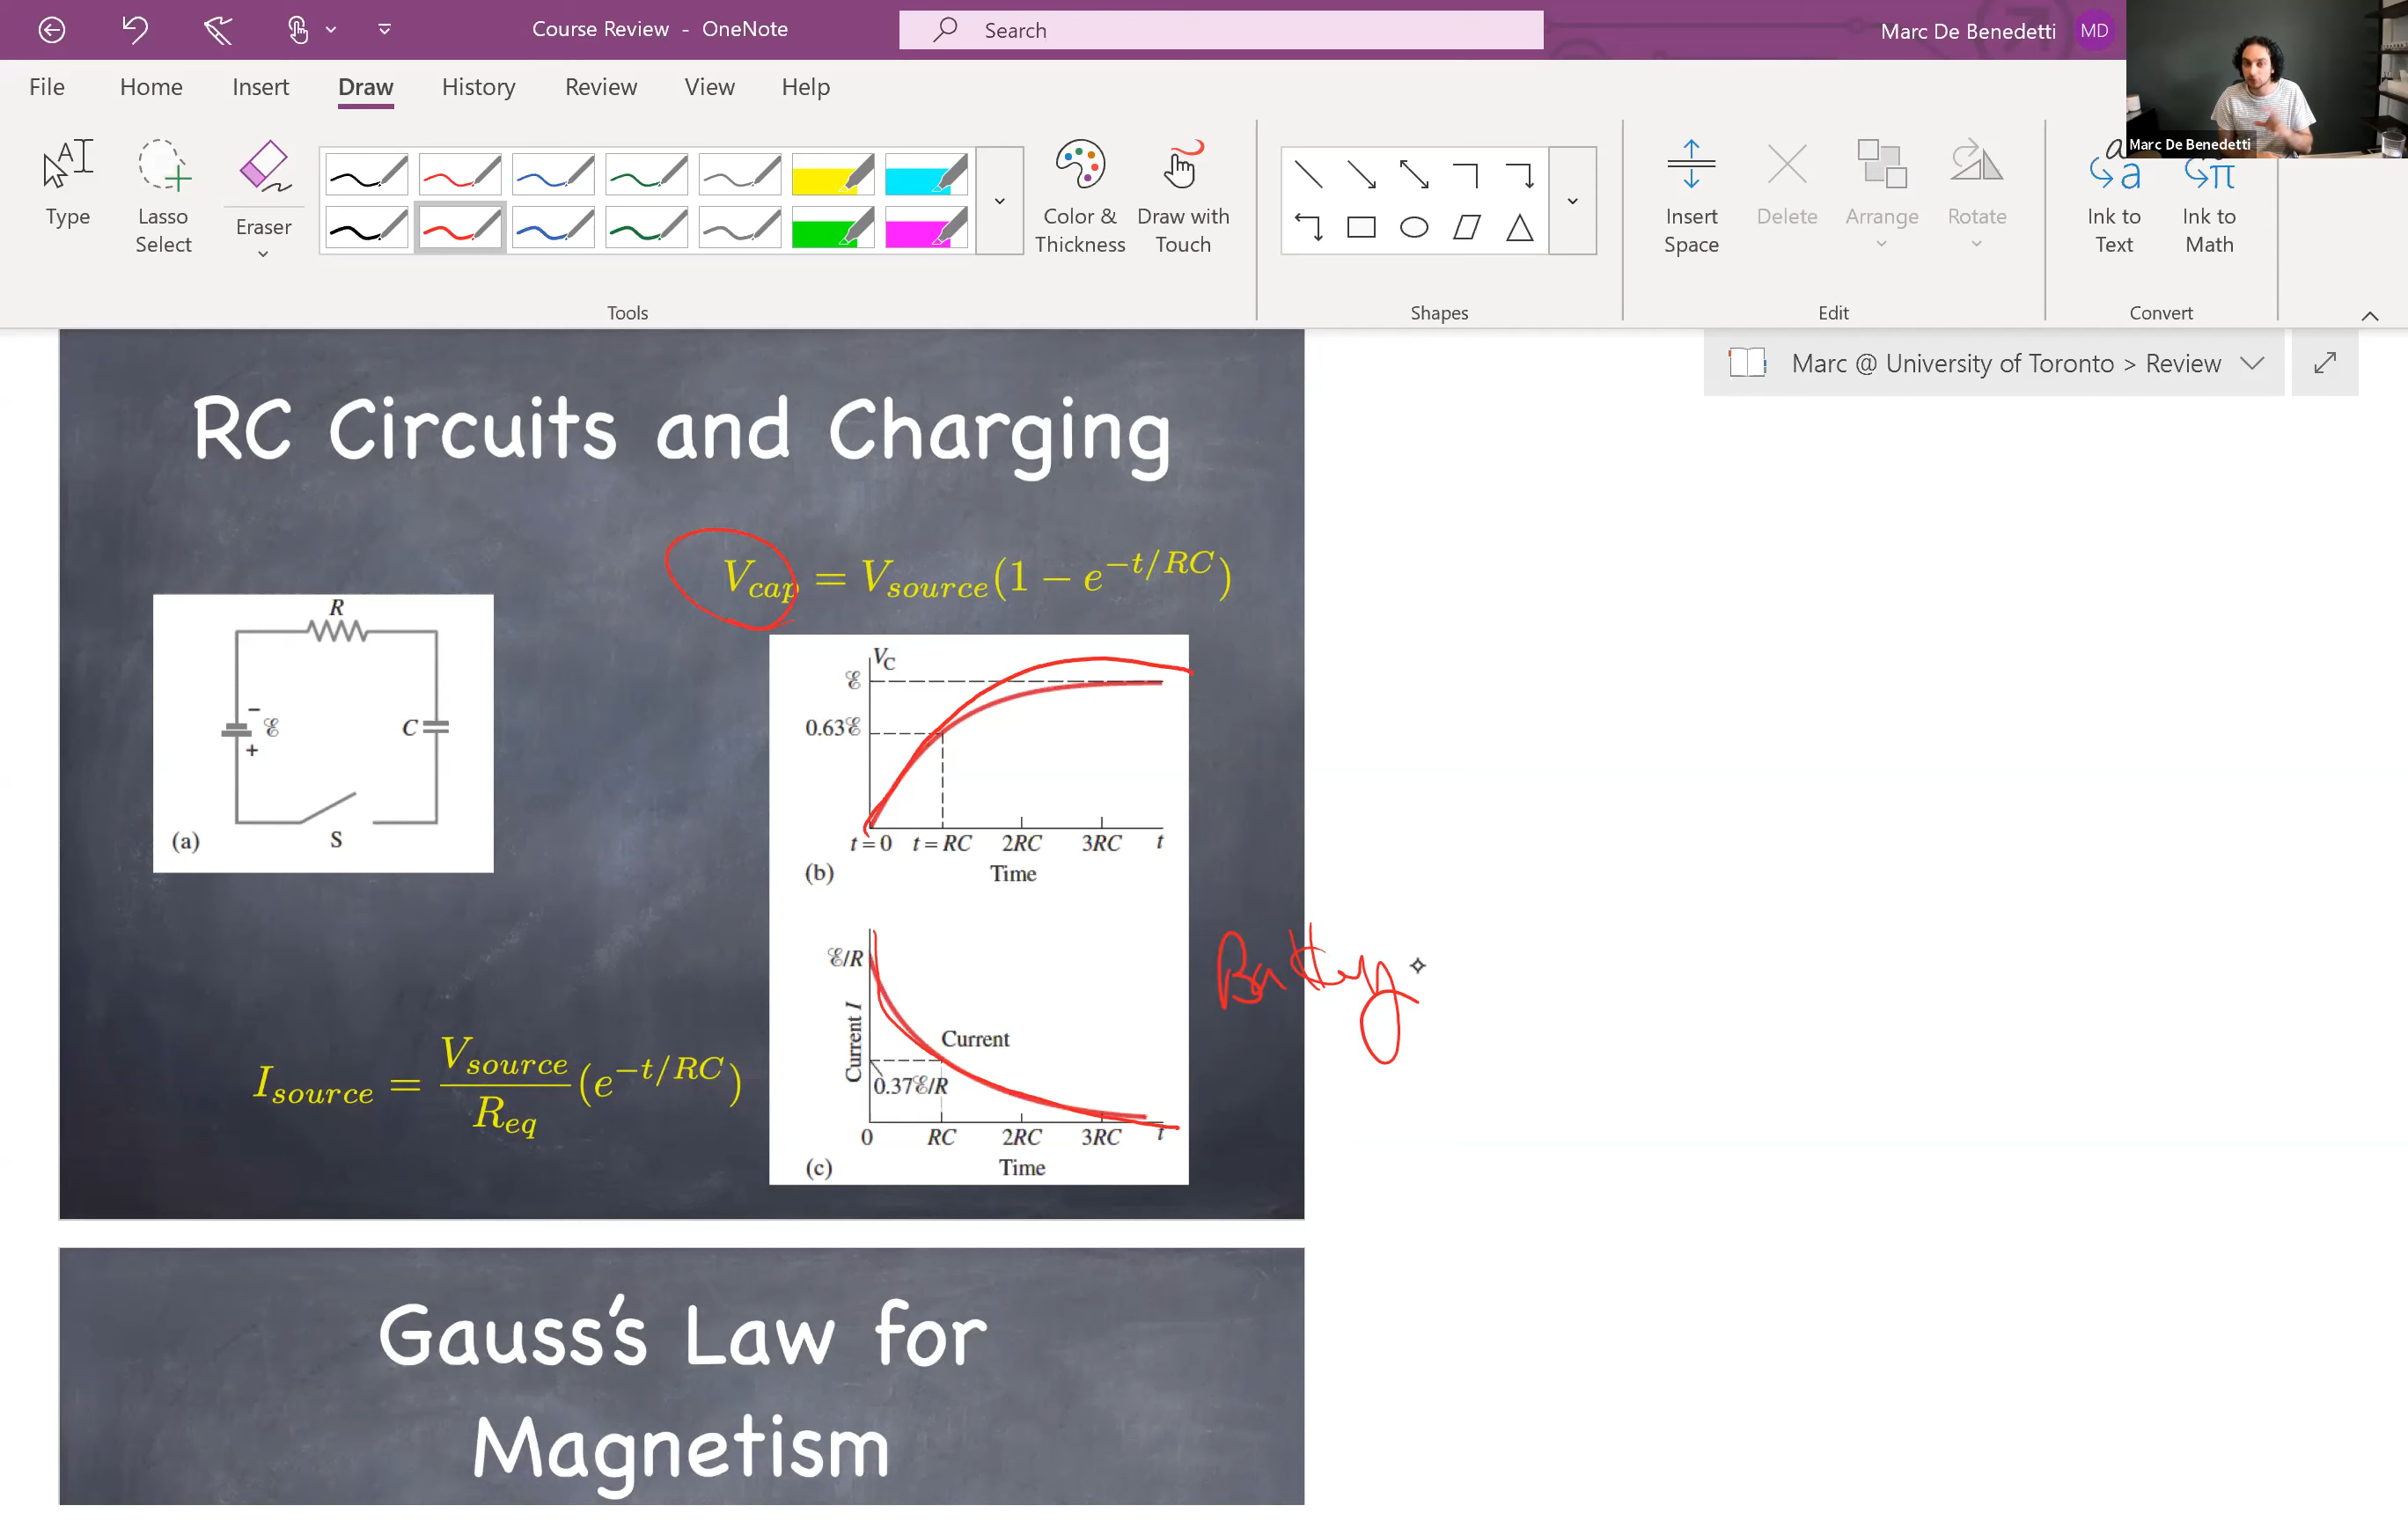 Course Review - OneNote
Search
Marc De Benedetti
MD
File Home Insert Draw History Review View Help
Marc De Benedetti
Type
Lasso Select
Eraser
Color & Thickness
Draw with Touch
Insert Space
Delete
Arrange
Rotate
Ink to Text
Ink to Math
Tools
Shapes
Edit
Convert
Marc @ University of Toronto > Review
RC Circuits and Charging
V_cap = V_source(1 − e^{−t/RC})
R
− ℰ +
C
S
(a)
V_C
ℰ
0.63ℰ
t = 0 t = RC 2RC 3RC t
(b) Time
ℰ/R
Current I
Current
0.37ℰ/R
0 RC 2RC 3RC t
(c) Time
I_source = V_source/R_eq (e^{−t/RC})
Gauss's Law for
Magnetism